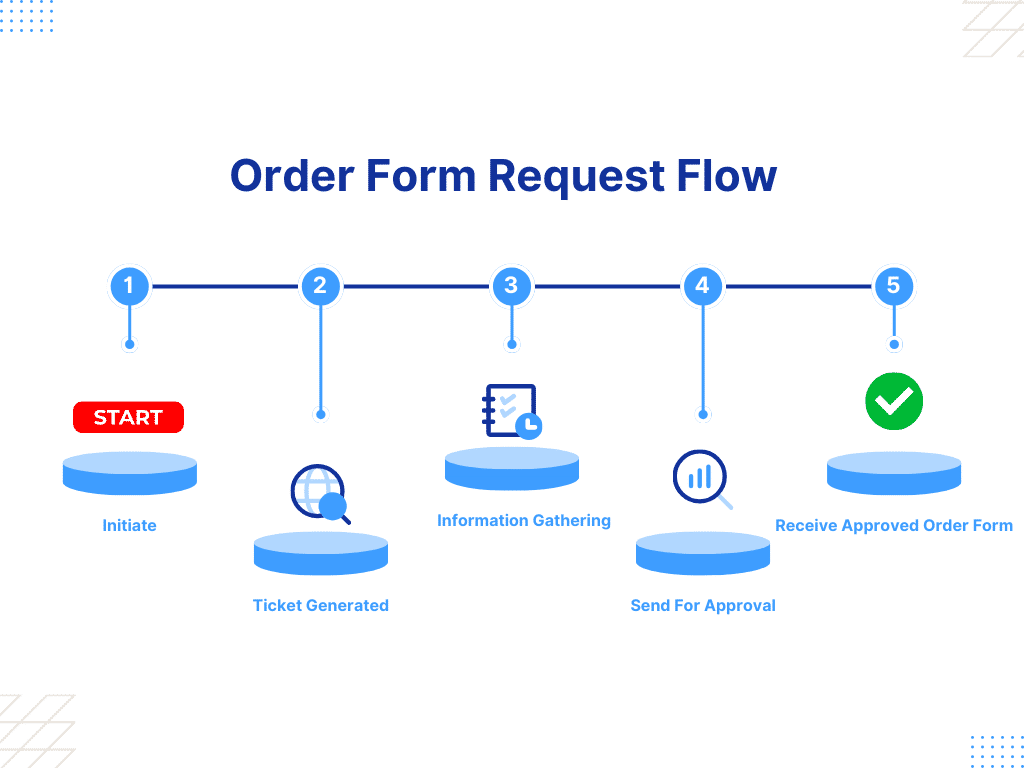 Order Form Request Flow
1
2
3
4
5
START
Initiate
Ticket Generated
Information Gathering
Send For Approval
Receive Approved Order Form